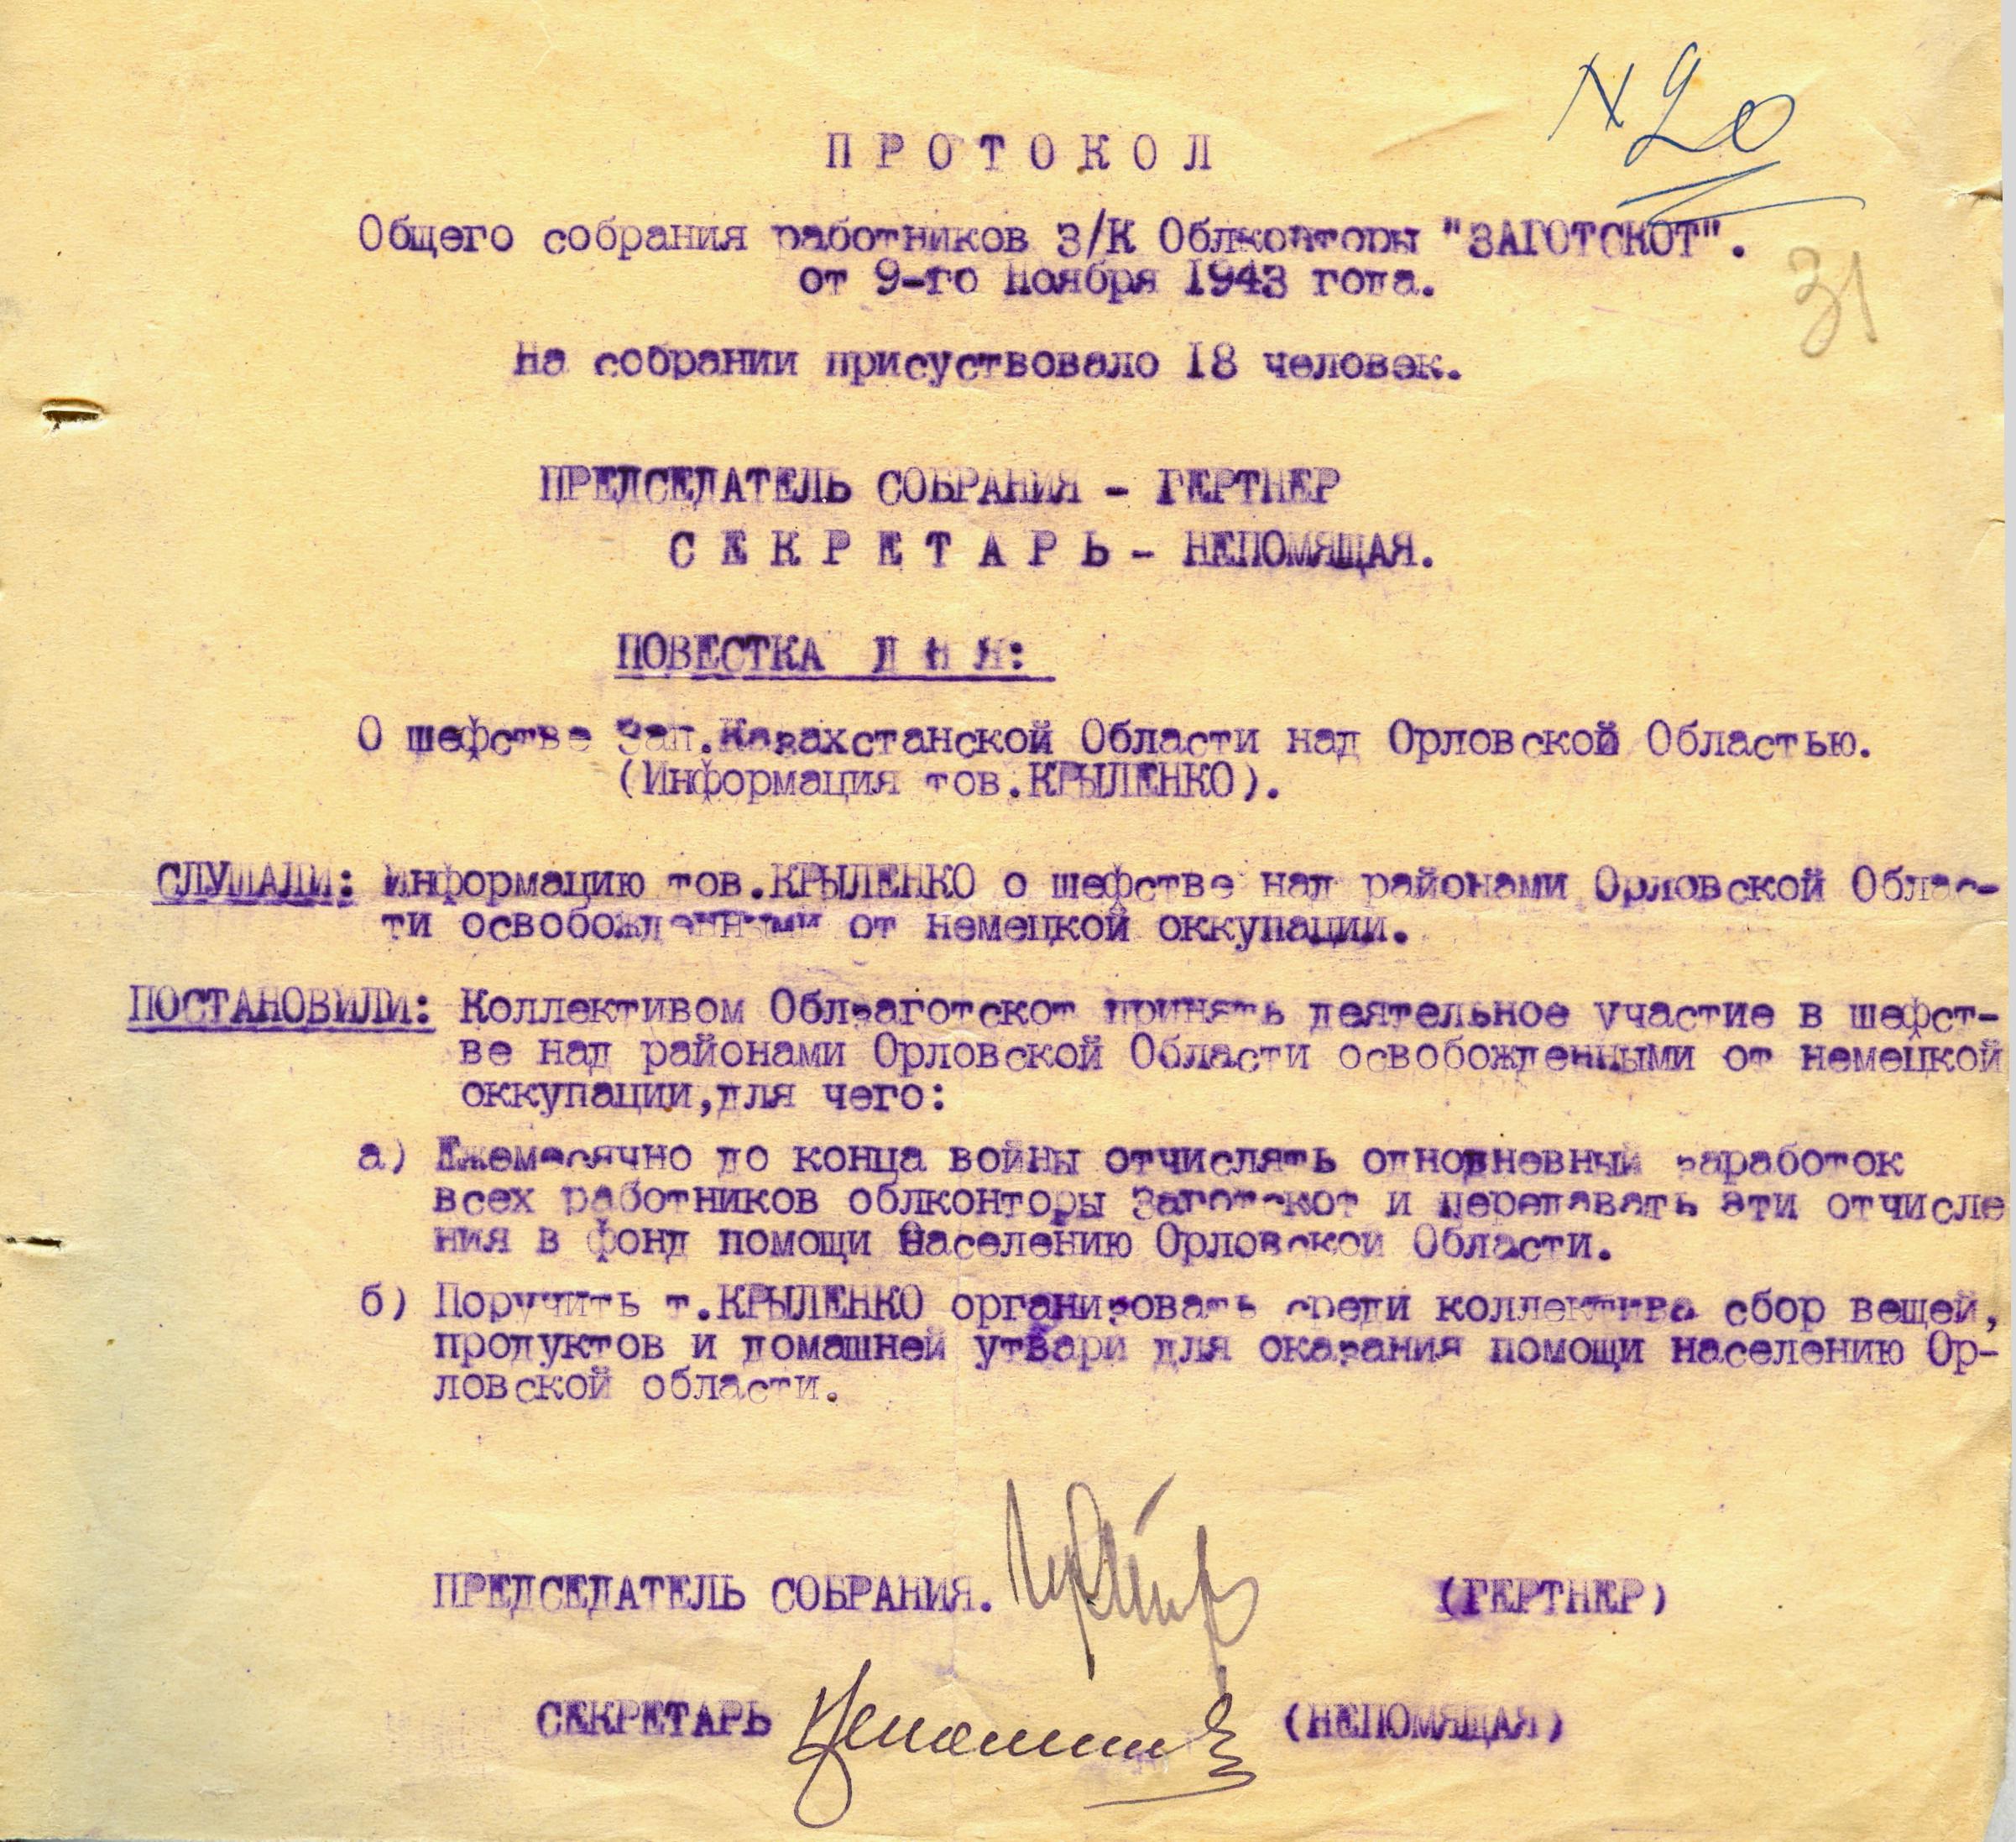 N 20
П Р О Т О К О Л
Общего собрания работников З/К Облконторы "ЗАГОТСКОТ".
от 9-го Ноября 1943 года.
31
На собрании присуствовало 18 человек.
ПРЕДСЕДАТЕЛЬ СОБРАНИЯ - ГЕРТНЕР
С Е К Р Е Т А Р Ь - НЕПОМЯЩАЯ.
ПОВЕСТКА Д Н Я:
О шефстве Зап.Казахстанской Области над Орловской Областью.
(Информация тов.КРЫЛЕНКО).
СЛУШАЛИ: Информацию тов.КРЫЛЕНКО о шефстве над районами Орловской Облас-
ти освобожденными от немецкой оккупации.
ПОСТАНОВИЛИ: Коллективом Облзаготскот принять деятельное участие в шефст-
ве над районами Орловской Области освобожденными от немецкой
оккупации,для чего:
а) Ежемесячно до конца войны отчислять однодневный заработок
всех работников облконторы Заготскот и передавать эти отчисле
ния в фонд помощи Населению Орловской Области.
б) Поручить т.КРЫЛЕНКО организовать среди коллектива сбор вещей,
продуктов и домашней утвари для оказания помощи населению Ор-
ловской области.
ПРЕДСЕДАТЕЛЬ СОБРАНИЯ. (ГЕРТНЕР)
СЕКРЕТАРЬ (НЕПОМЯЩАЯ)